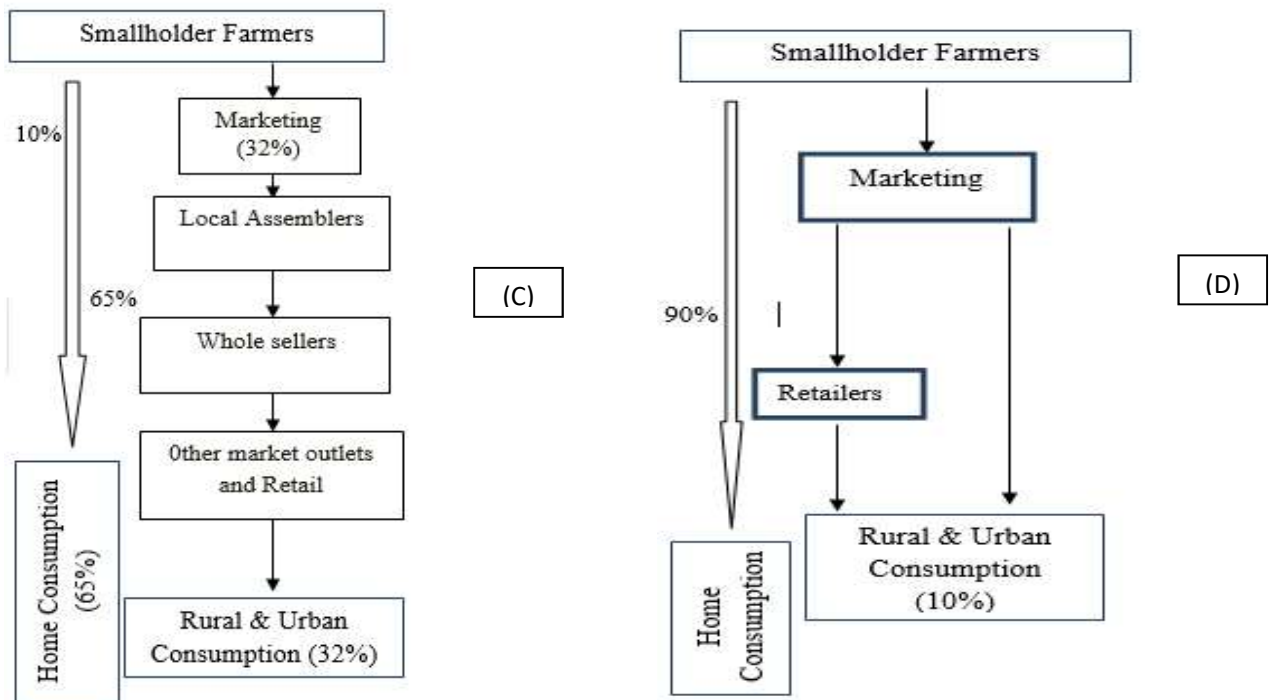 Smallholder Farmers
10%
Marketing
(32%)
Local Assemblers
65%
Whole sellers
0ther market outlets
and Retail
Home Consumption
(65%)
Rural & Urban
Consumption (32%)
(C)
Smallholder Farmers
Marketing
90%
Retailers
Home
Consumption
Rural & Urban
Consumption
(10%)
(D)